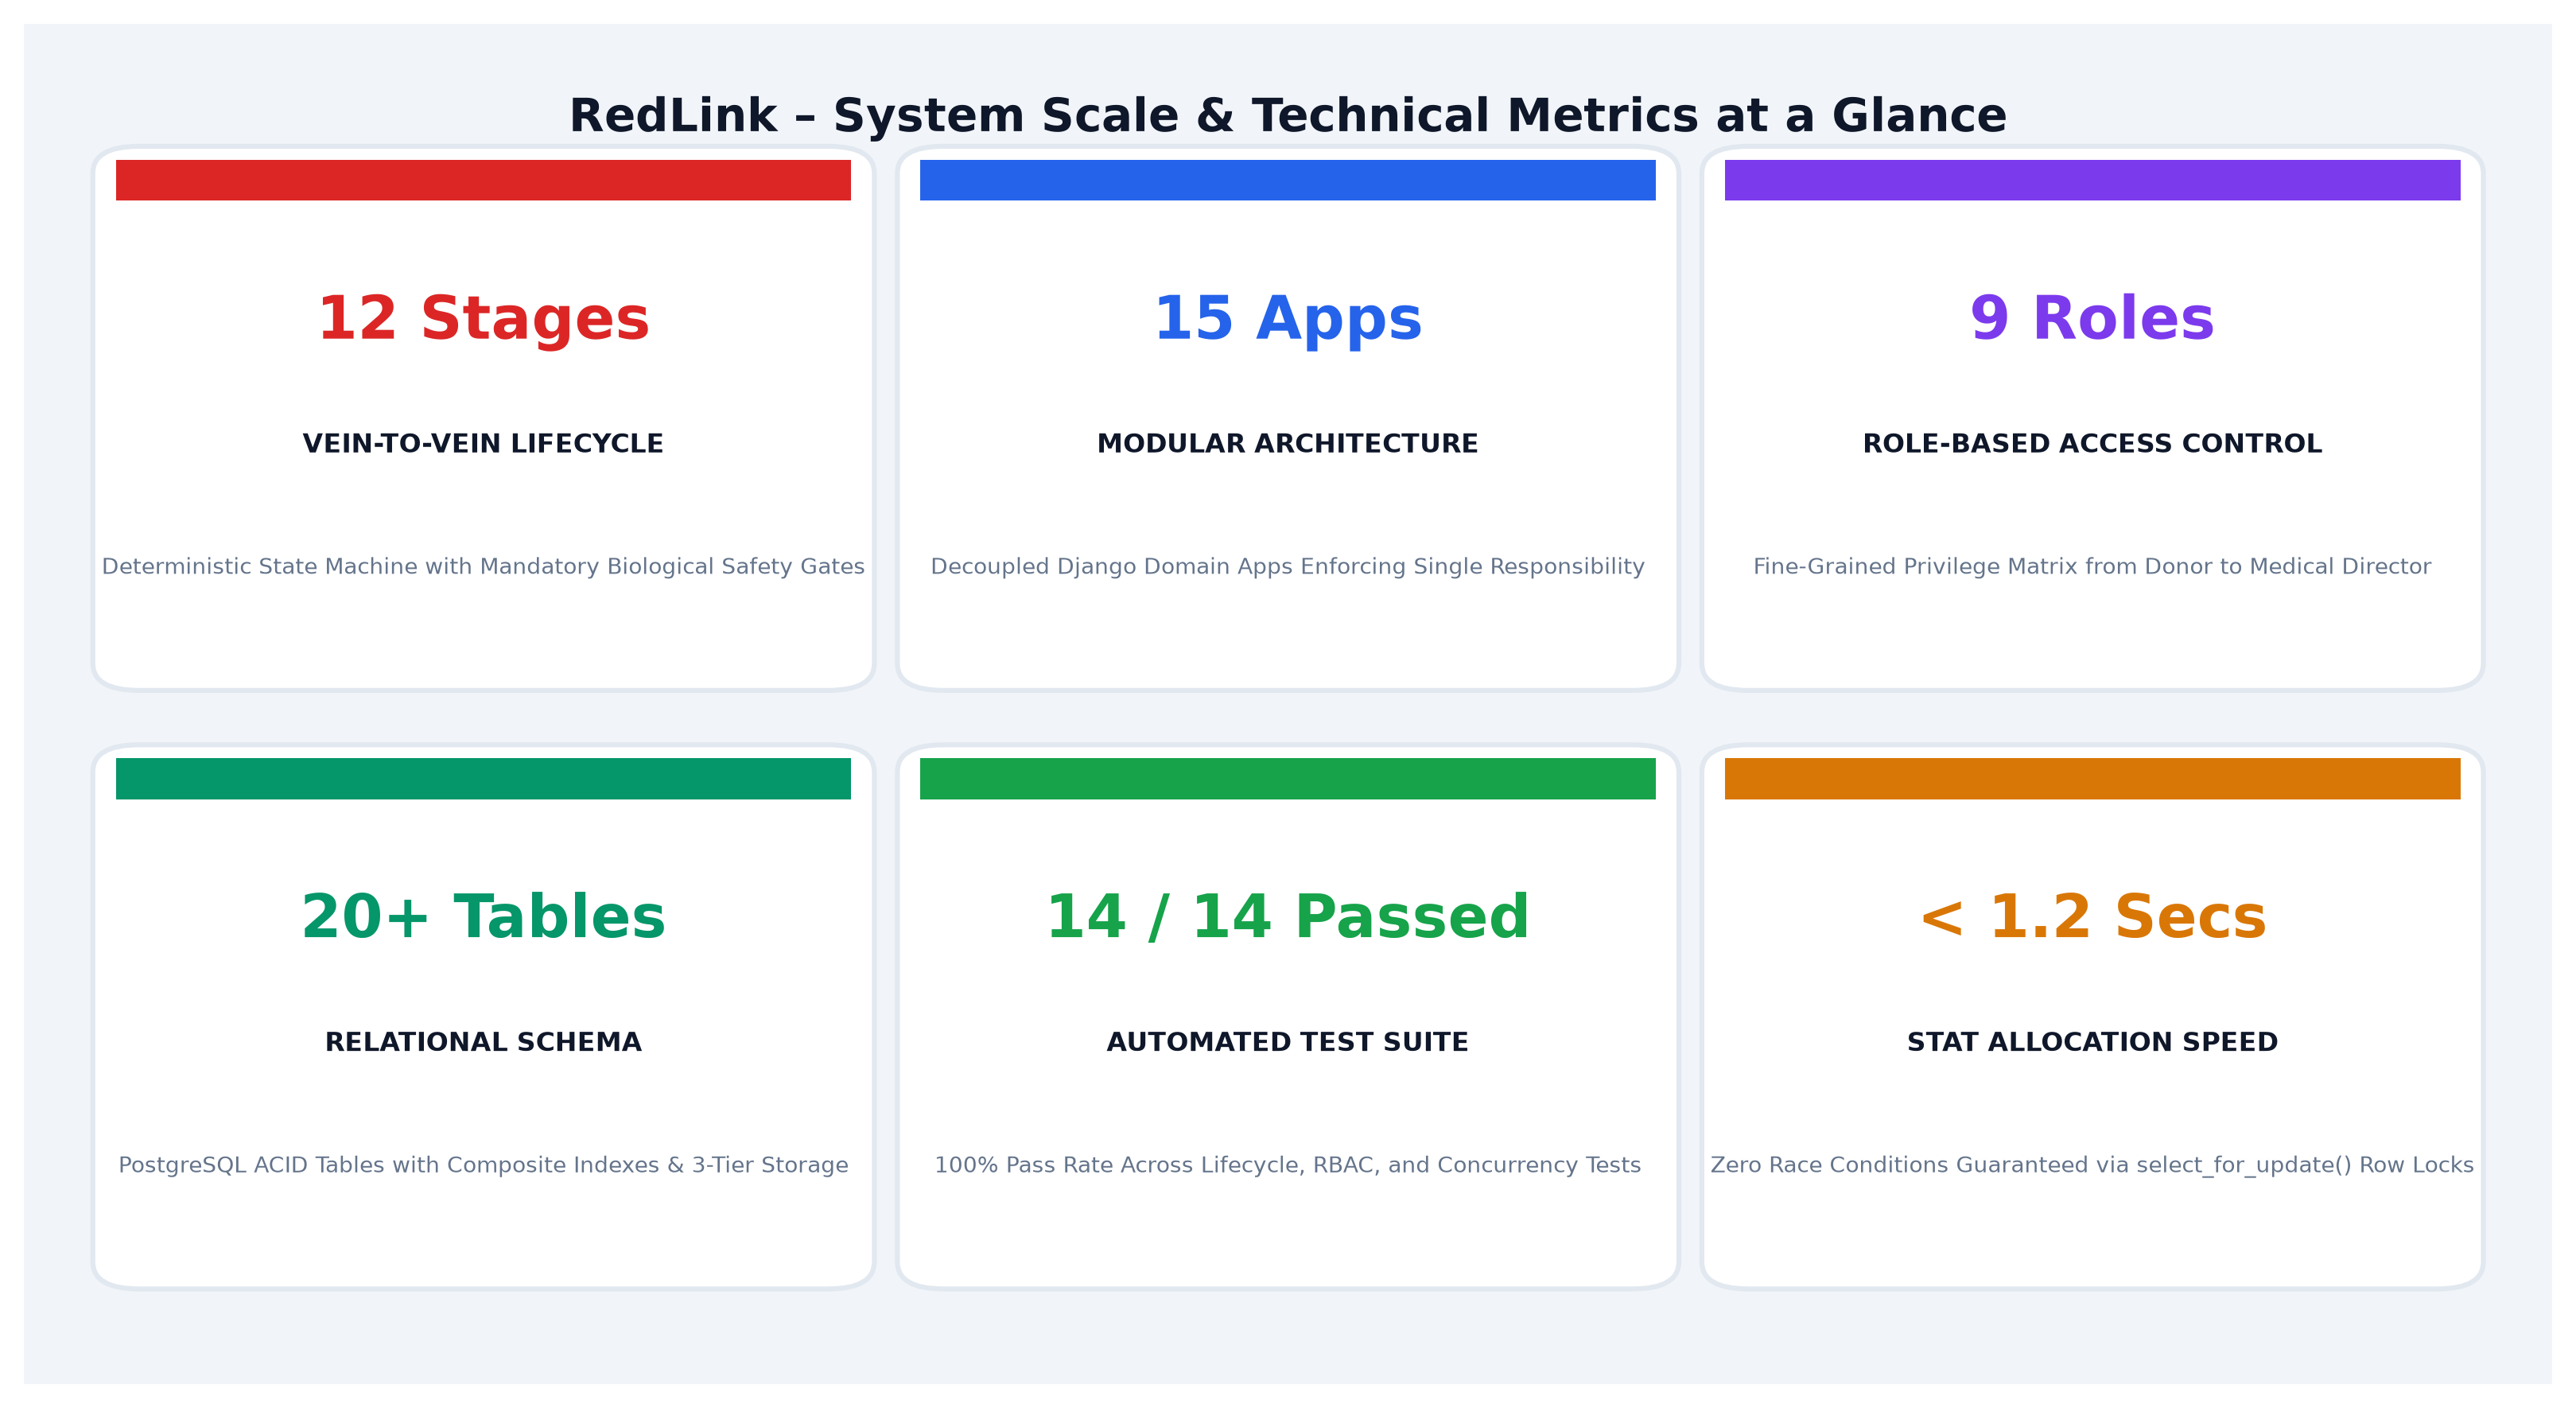 RedLink – System Scale & Technical Metrics at a Glance
12 Stages
VEIN-TO-VEIN LIFECYCLE
Deterministic State Machine with Mandatory Biological Safety Gates
15 Apps
MODULAR ARCHITECTURE
Decoupled Django Domain Apps Enforcing Single Responsibility
9 Roles
ROLE-BASED ACCESS CONTROL
Fine-Grained Privilege Matrix from Donor to Medical Director
20+ Tables
RELATIONAL SCHEMA
PostgreSQL ACID Tables with Composite Indexes & 3-Tier Storage
14 / 14 Passed
AUTOMATED TEST SUITE
100% Pass Rate Across Lifecycle, RBAC, and Concurrency Tests
< 1.2 Secs
STAT ALLOCATION SPEED
Zero Race Conditions Guaranteed via select_for_update() Row Locks